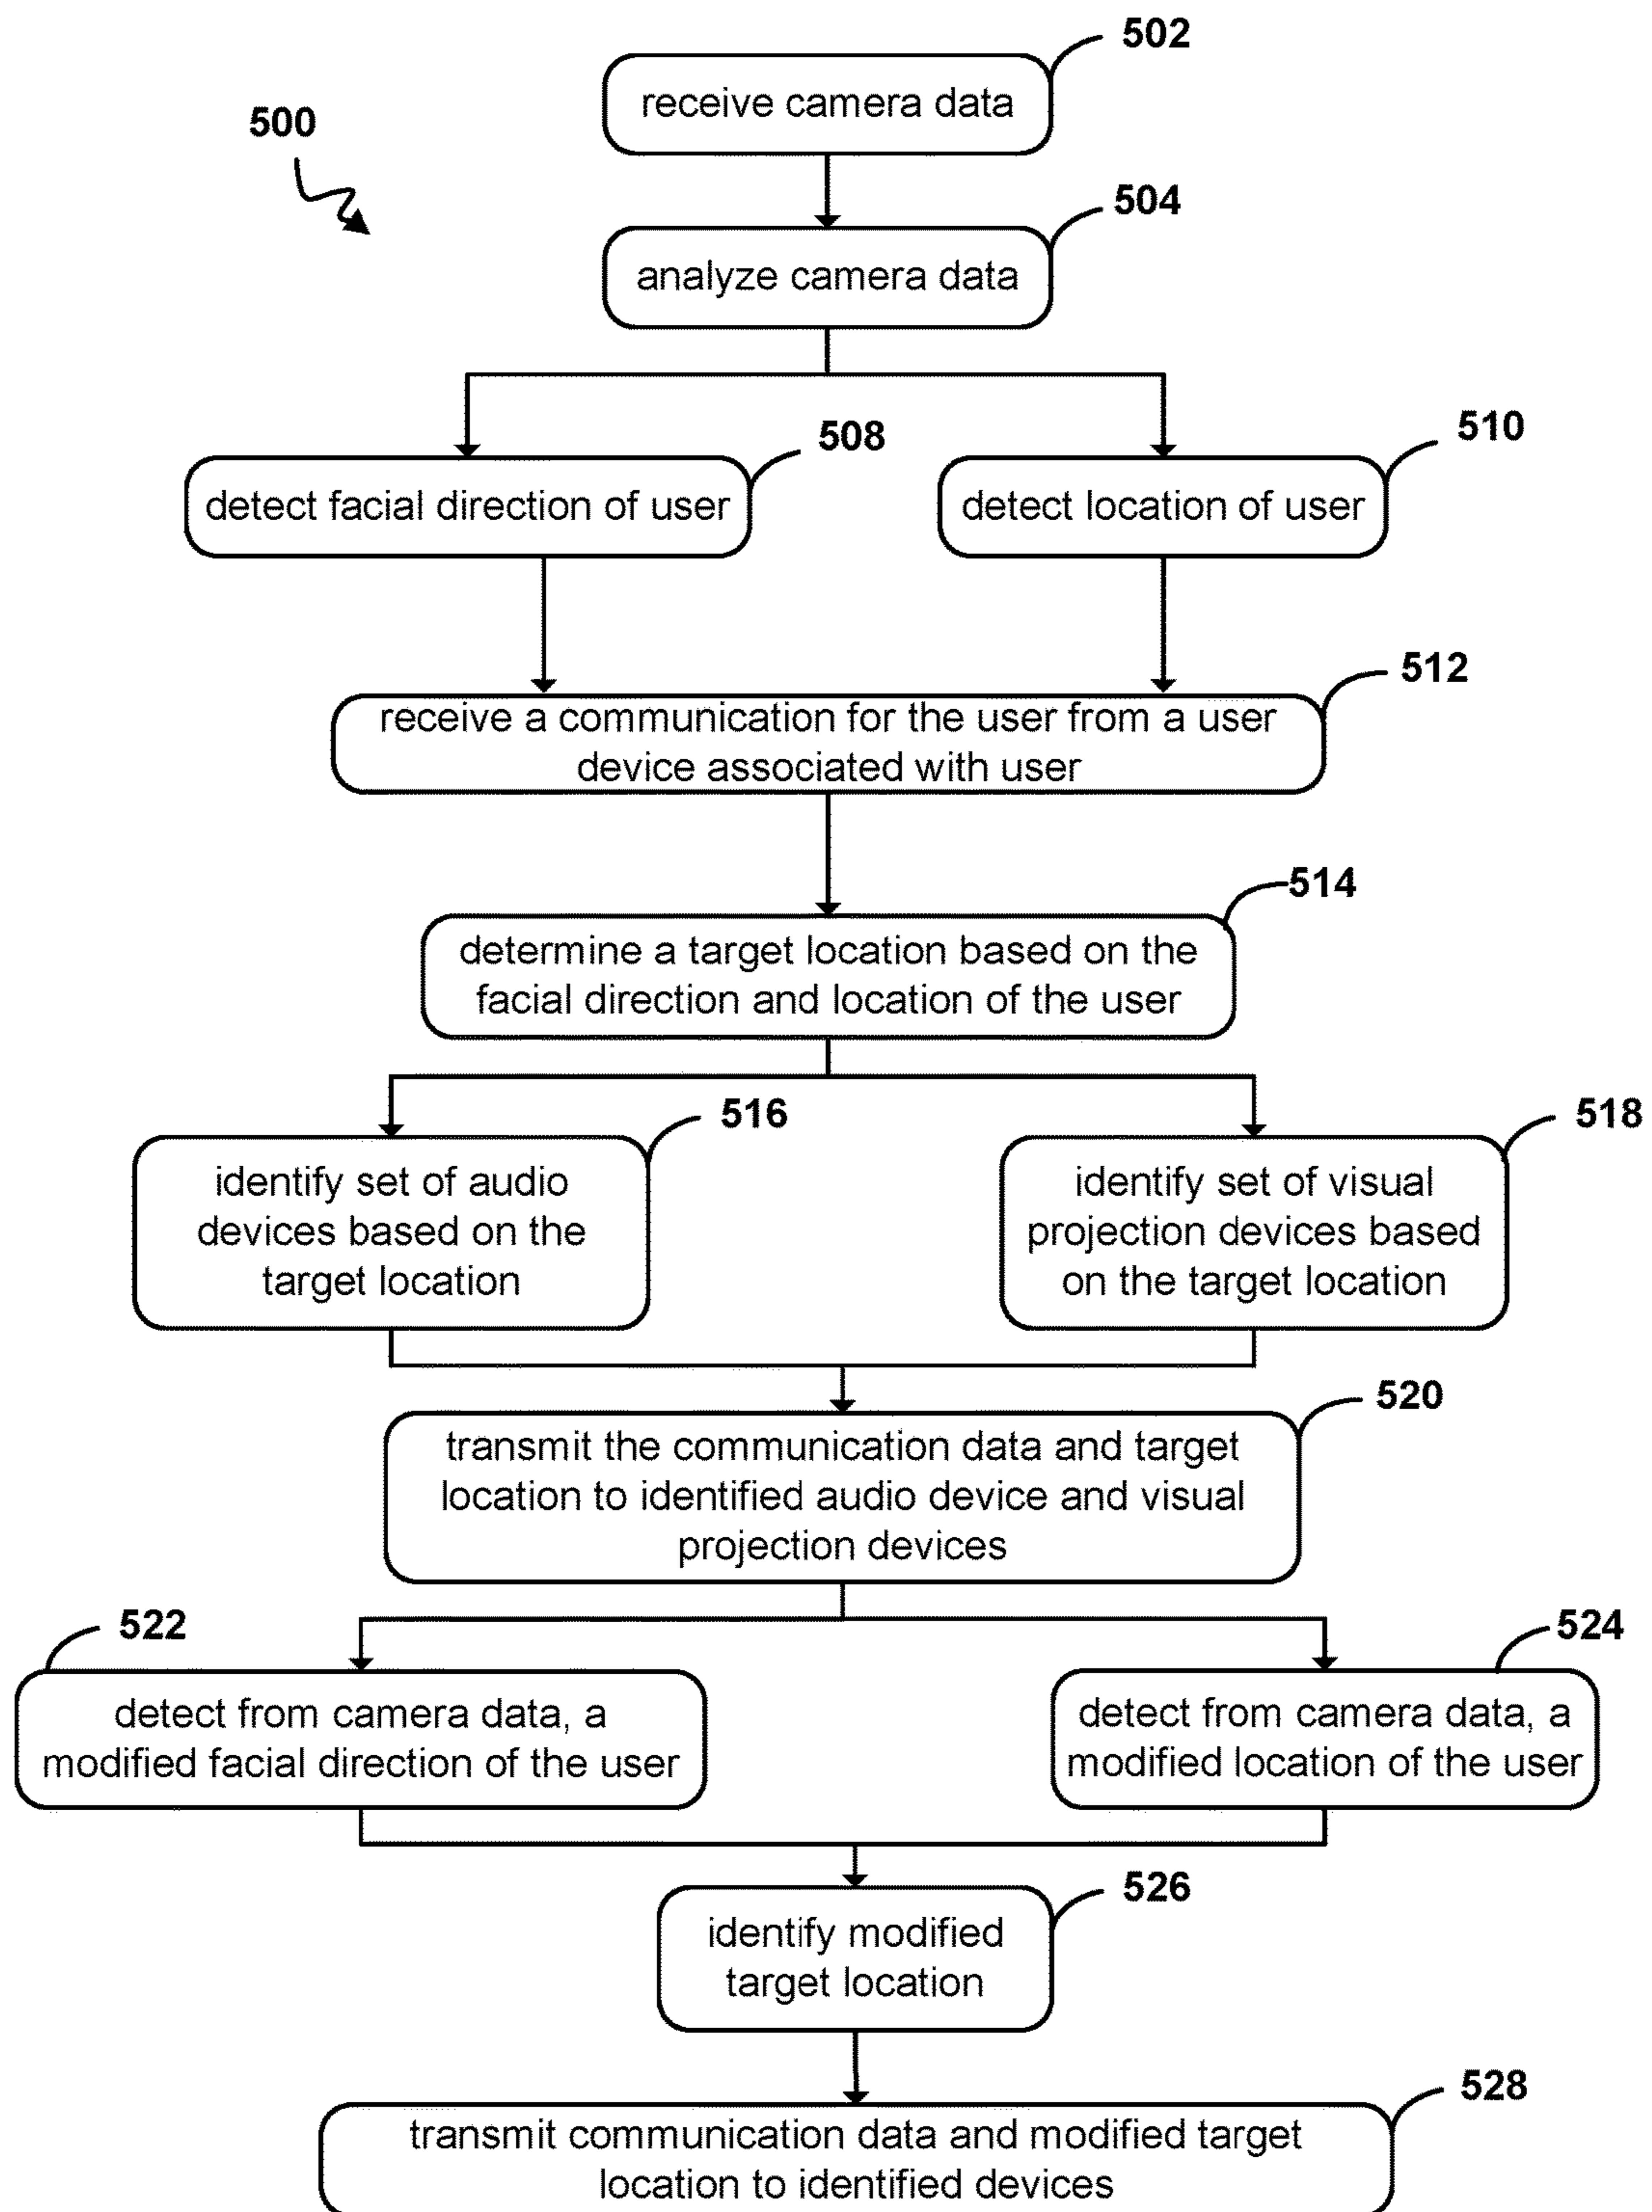 502
receive camera data
500
504
analyze camera data
508
510
detect facial direction of user
detect location of user
512
receive a communication for the user from a user
device associated with user
514
determine a target location based on the
facial direction and location of the user
516
518
identify set of audio
devices based on the
target location
identify set of visual
projection devices based
on the target location
520
transmit the communication data and target
location to identified audio device and visual
projection devices
522
524
detect from camera data, a
modified facial direction of the user
detect from camera data, a
modified location of the user
526
identify modified
target location
528
transmit communication data and modified target
location to identified devices